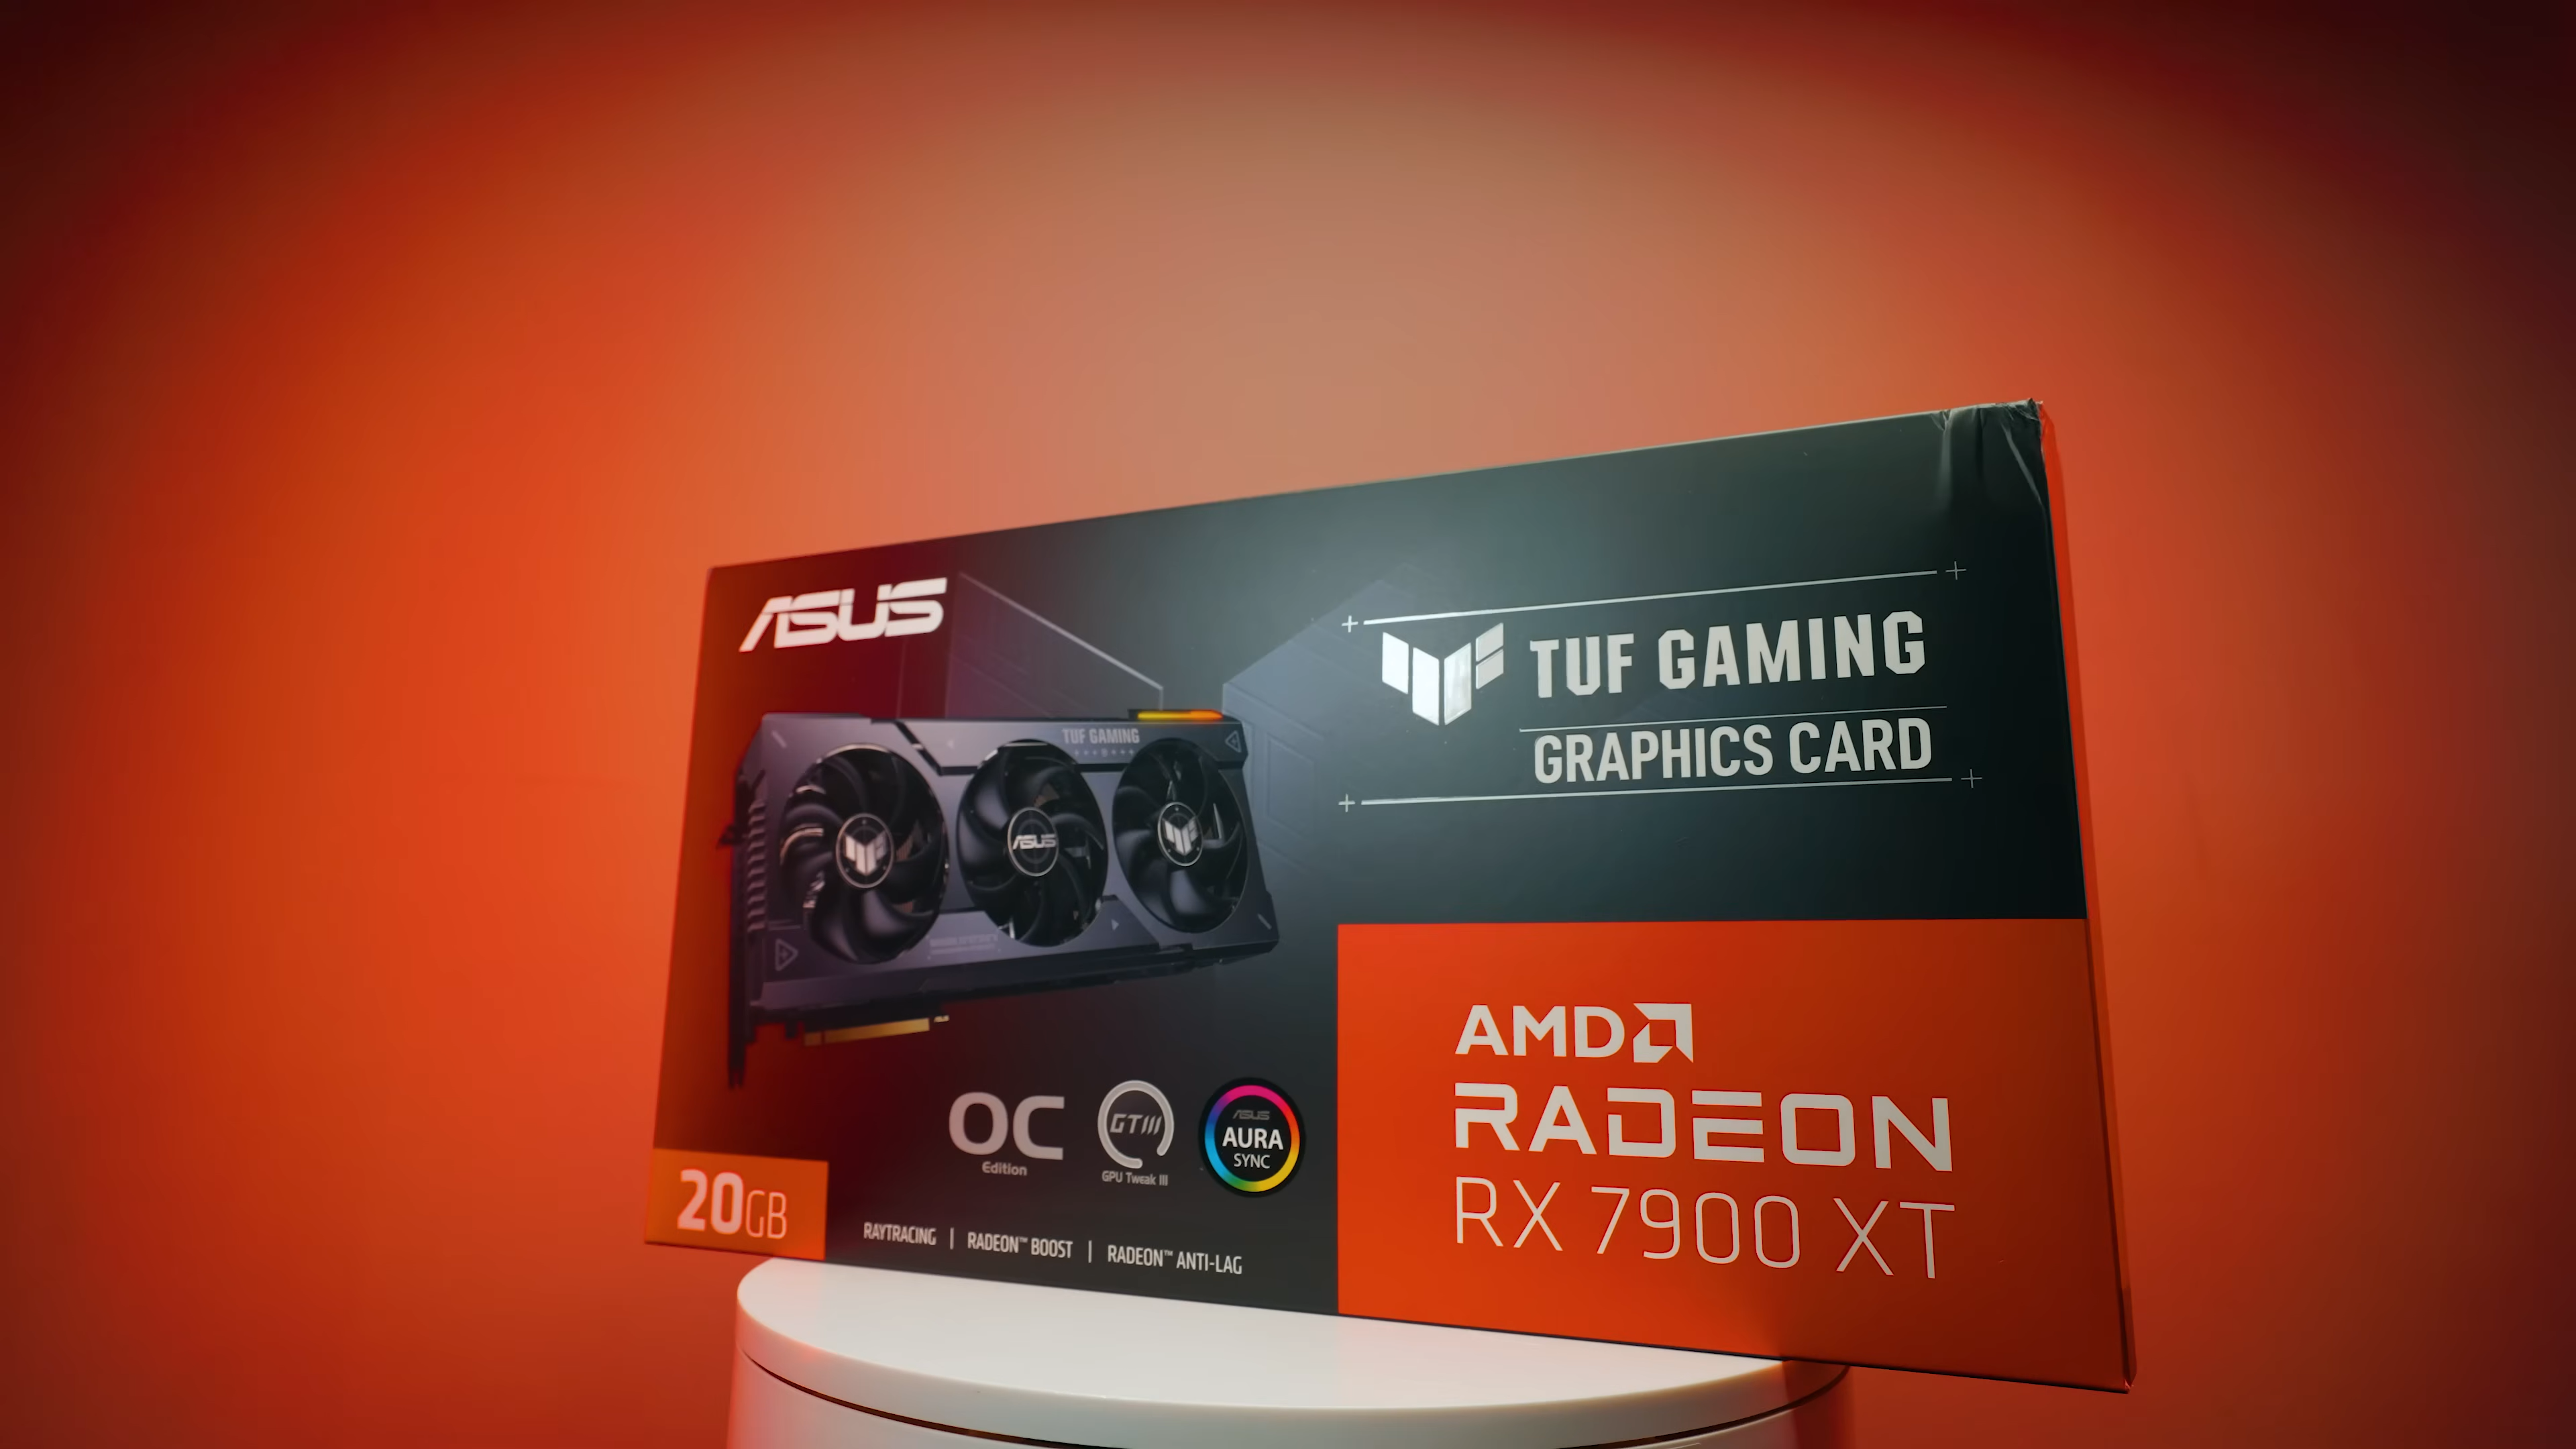 ASUS
TUF GAMING
GRAPHICS CARD
TUF GAMING
ASUS
OC
Edition
GTIII
GPU Tweak III
ASUS
AURA
SYNC
20GB
RAYTRACING | RADEON™ BOOST | RADEON™ ANTI-LAG
AMD
RADEON
RX 7900 XT